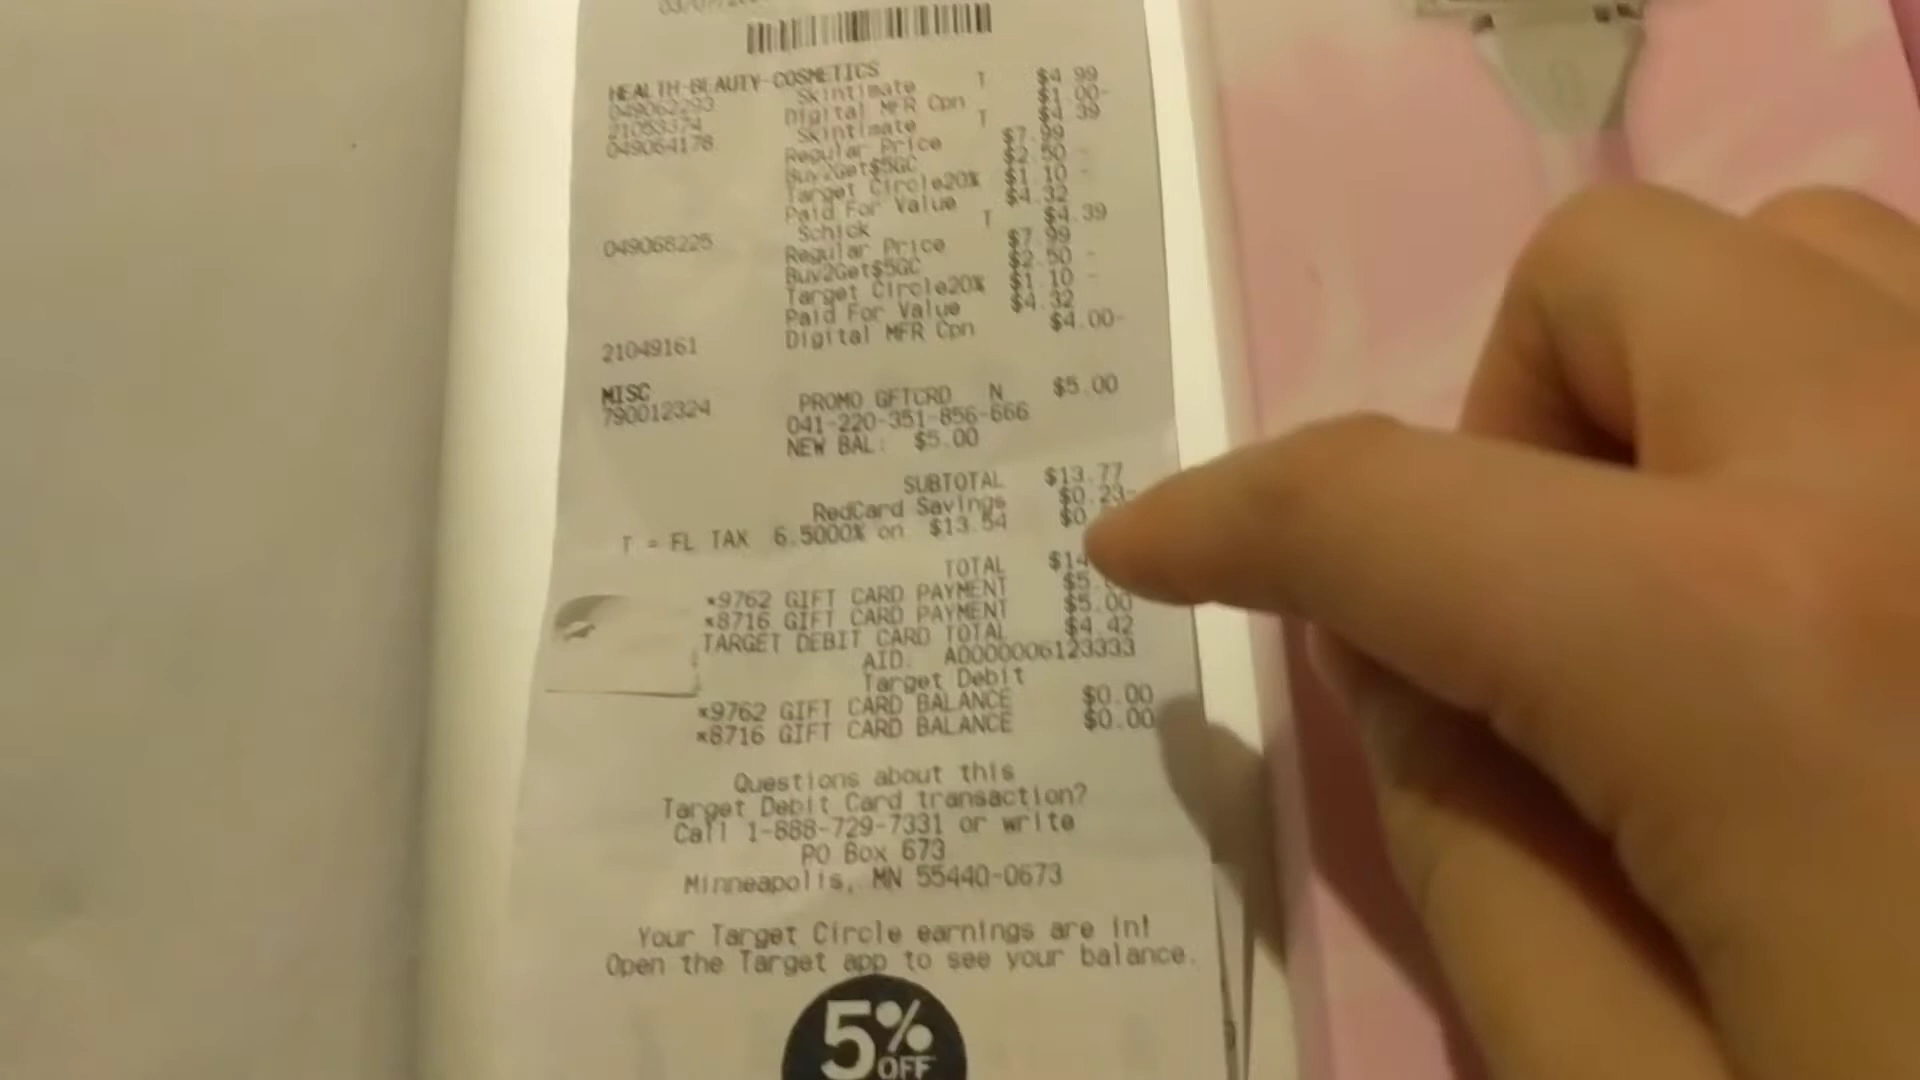 HEALTH-BEAUTY-COSMETICS
049062293 Skintimate T $4.99
21053374 Digital MFR Cpn $1.00-
049064178 Skintimate T $4.39
Regular Price $7.99
Buy2Get$5GC $2.50 -
Target Circle20% $1.10 -
Paid For Value $4.32
049068225 Schick T $4.39
Regular Price $7.99
Buy2Get$5GC $2.50 -
Target Circle20% $1.10 -
Paid For Value $4.32
21049161 Digital MFR Cpn $4.00-
MISC
790012324 PROMO GFTCRD N $5.00
041-220-351-856-666
NEW BAL: $5.00
SUBTOTAL $13.77
RedCard Savings $0.23-
T = FL TAX 6.5000% on $13.54 $0
TOTAL $14
*9762 GIFT CARD PAYMENT $5
*8716 GIFT CARD PAYMENT $5.00
TARGET DEBIT CARD TOTAL $4.42
AID: A0000006123333
Target Debit
*9762 GIFT CARD BALANCE $0.00
*8716 GIFT CARD BALANCE $0.00
Questions about this
Target Debit Card transaction?
Call 1-888-729-7331 or write
PO Box 673
Minneapolis, MN 55440-0673
Your Target Circle earnings are in!
Open the Target app to see your balance.
5%
OFF